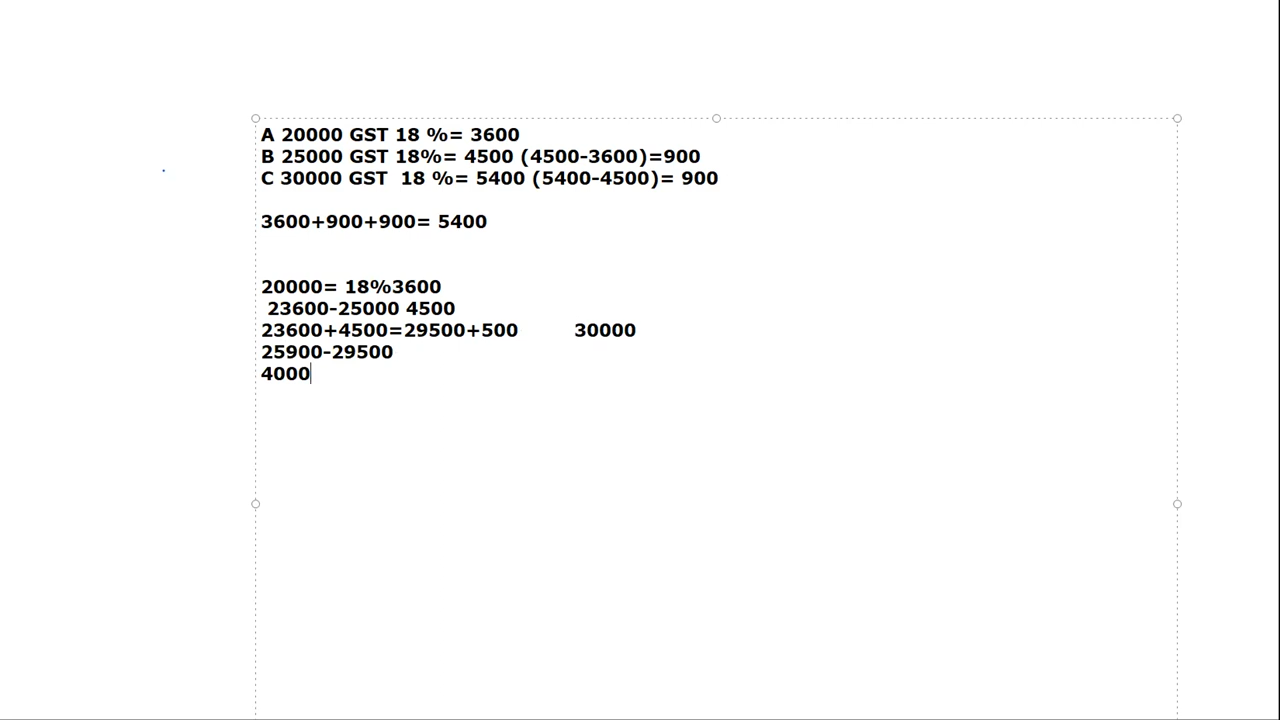 A 20000 GST 18 %= 3600
B 25000 GST 18%= 4500 (4500-3600)=900
C 30000 GST  18 %= 5400 (5400-4500)= 900
3600+900+900= 5400
20000= 18%3600
23600-25000 4500
23600+4500=29500+500 30000
25900-29500
4000